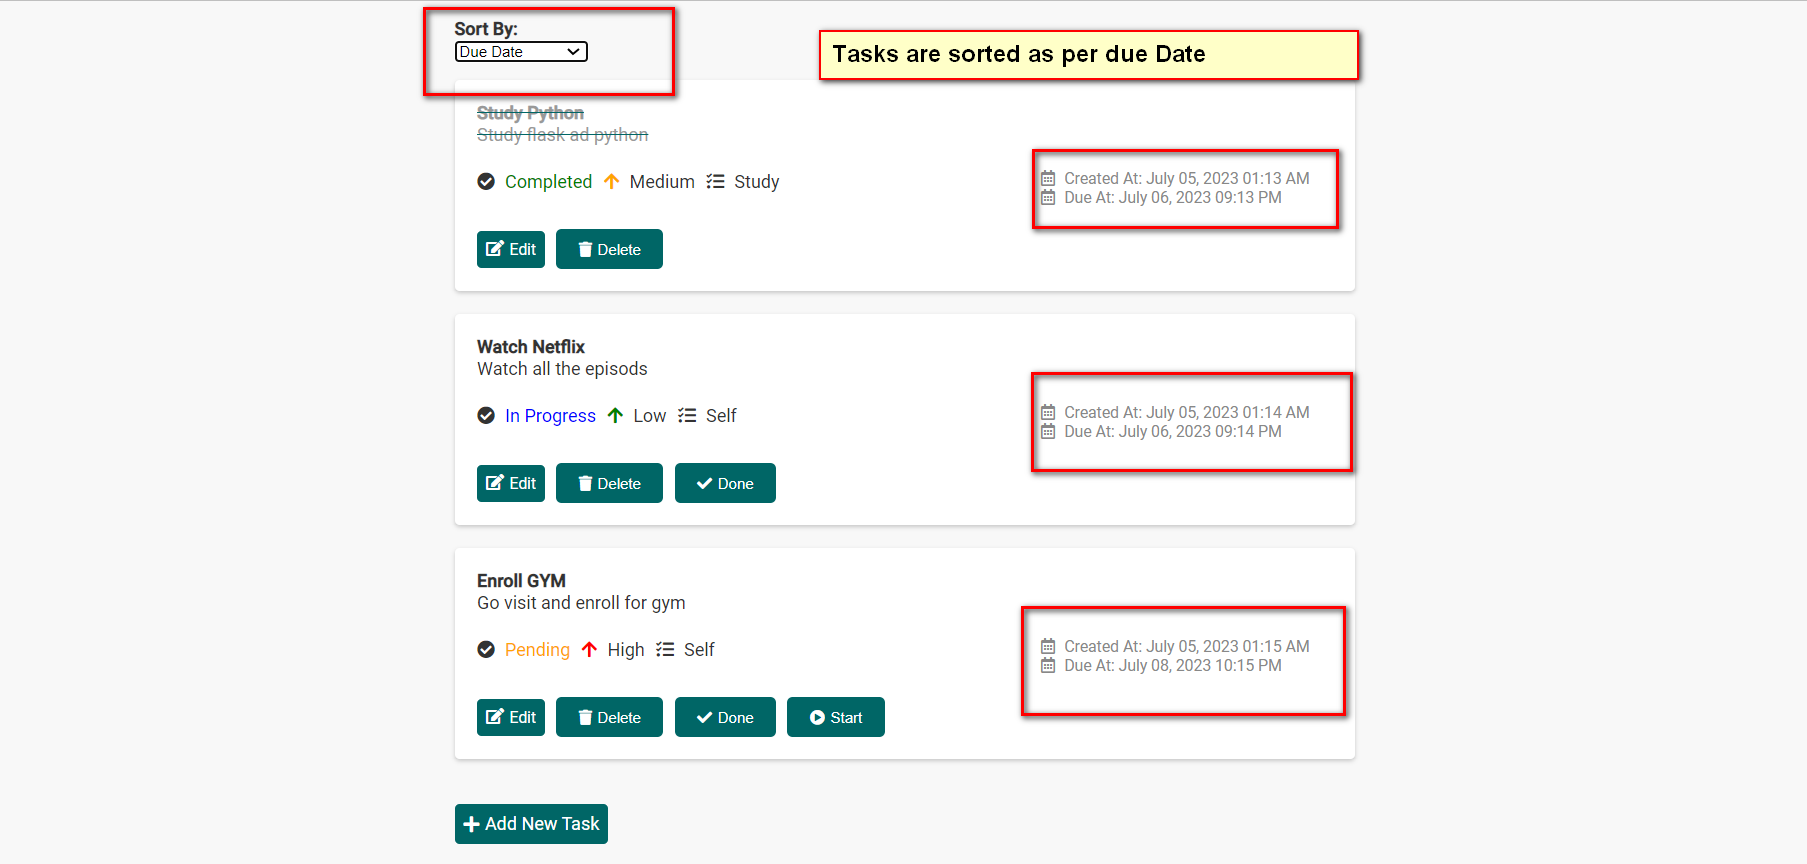 Sort By:
Due Date
Tasks are sorted as per due Date
Study Python
Study flask ad python
Completed Medium Study
Created At: July 05, 2023 01:13 AM
Due At: July 06, 2023 09:13 PM
Edit Delete
Watch Netflix
Watch all the episods
In Progress Low Self
Created At: July 05, 2023 01:14 AM
Due At: July 06, 2023 09:14 PM
Edit Delete Done
Enroll GYM
Go visit and enroll for gym
Pending High Self
Created At: July 05, 2023 01:15 AM
Due At: July 08, 2023 10:15 PM
Edit Delete Done Start
Add New Task